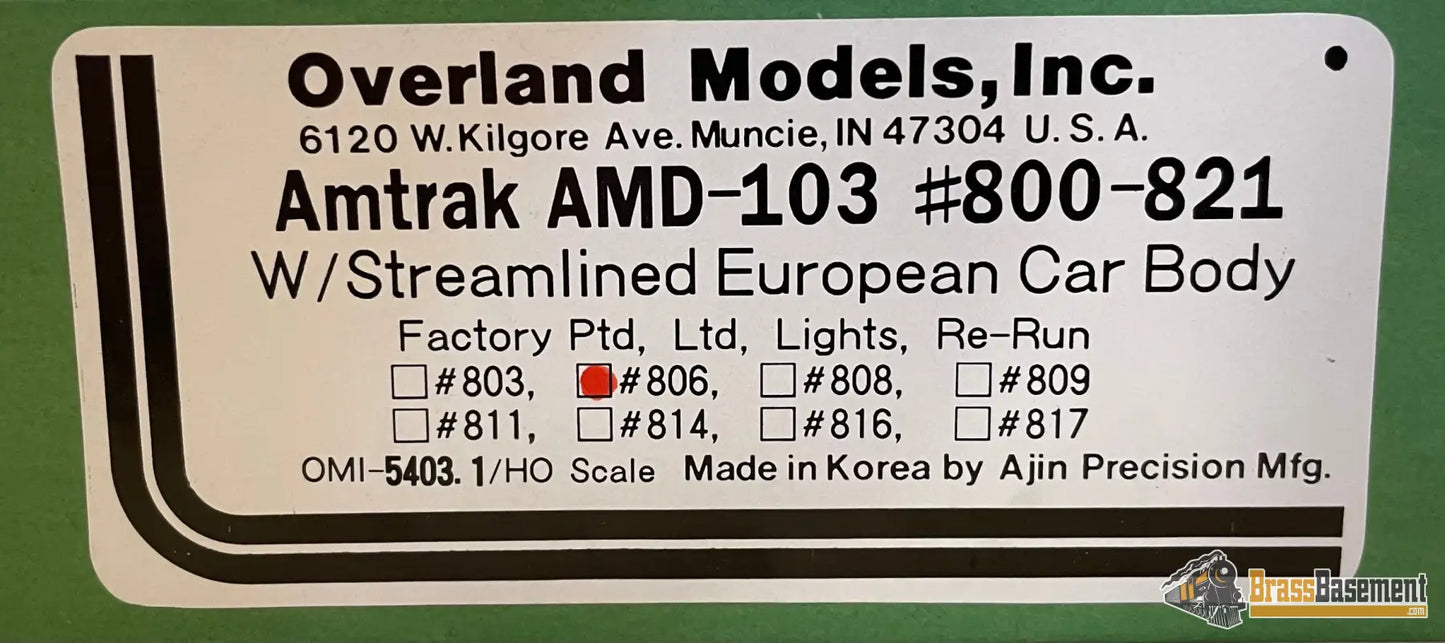 Overland Models, Inc.
6120 W. Kilgore Ave. Muncie, IN 47304 U. S. A.
Amtrak AMD-103 #800-821
W/Streamlined European Car Body
Factory Ptd, Ltd, Lights, Re-Run
#803, #806, #808, #809
#811, #814, #816, #817
OMI-5403. 1/HO Scale Made in Korea by Ajin Precision Mfg.
BrassBasement
.com